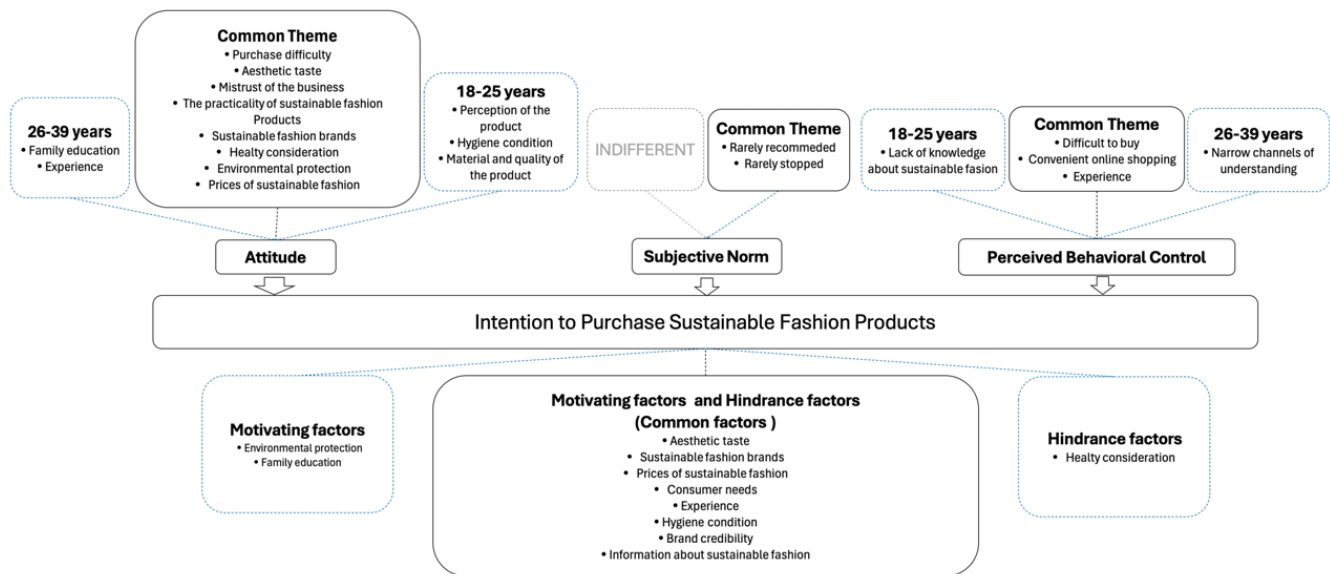 Common Theme
• Purchase difficulty
• Aesthetic taste
• Mistrust of the business
• The practicality of sustainable fashion
Products
• Sustainable fashion brands
• Healty consideration
• Environmental protection
• Prices of sustainable fashion
26-39 years
• Family education
• Experience
18-25 years
• Perception of the
product
• Hygiene condition
• Material and quality of
the product
INDIFFERENT
Common Theme
• Rarely recommeded
• Rarely stopped
18-25 years
• Lack of knowledge
about sustainable fasion
Common Theme
• Difficult to buy
• Convenient online shopping
• Experience
26-39 years
• Narrow channels of
understanding
Attitude
Subjective Norm
Perceived Behavioral Control
Intention to Purchase Sustainable Fashion Products
Motivating factors
• Environmental protection
• Family education
Motivating factors and Hindrance factors
(Common factors )
• Aesthetic taste
• Sustainable fashion brands
• Prices of sustainable fashion
• Consumer needs
• Experience
• Hygiene condition
• Brand credibility
• Information about sustainable fashion
Hindrance factors
• Healty consideration